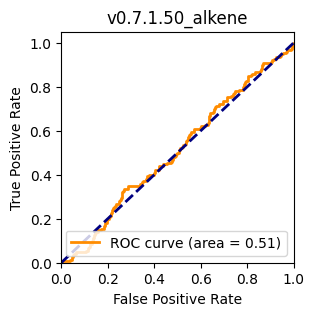 v0.7.1.50_alkene
True Positive Rate
1.0
0.8
0.6
0.4
0.2
0.0
ROC curve (area = 0.51)
0.0 0.2 0.4 0.6 0.8 1.0
False Positive Rate